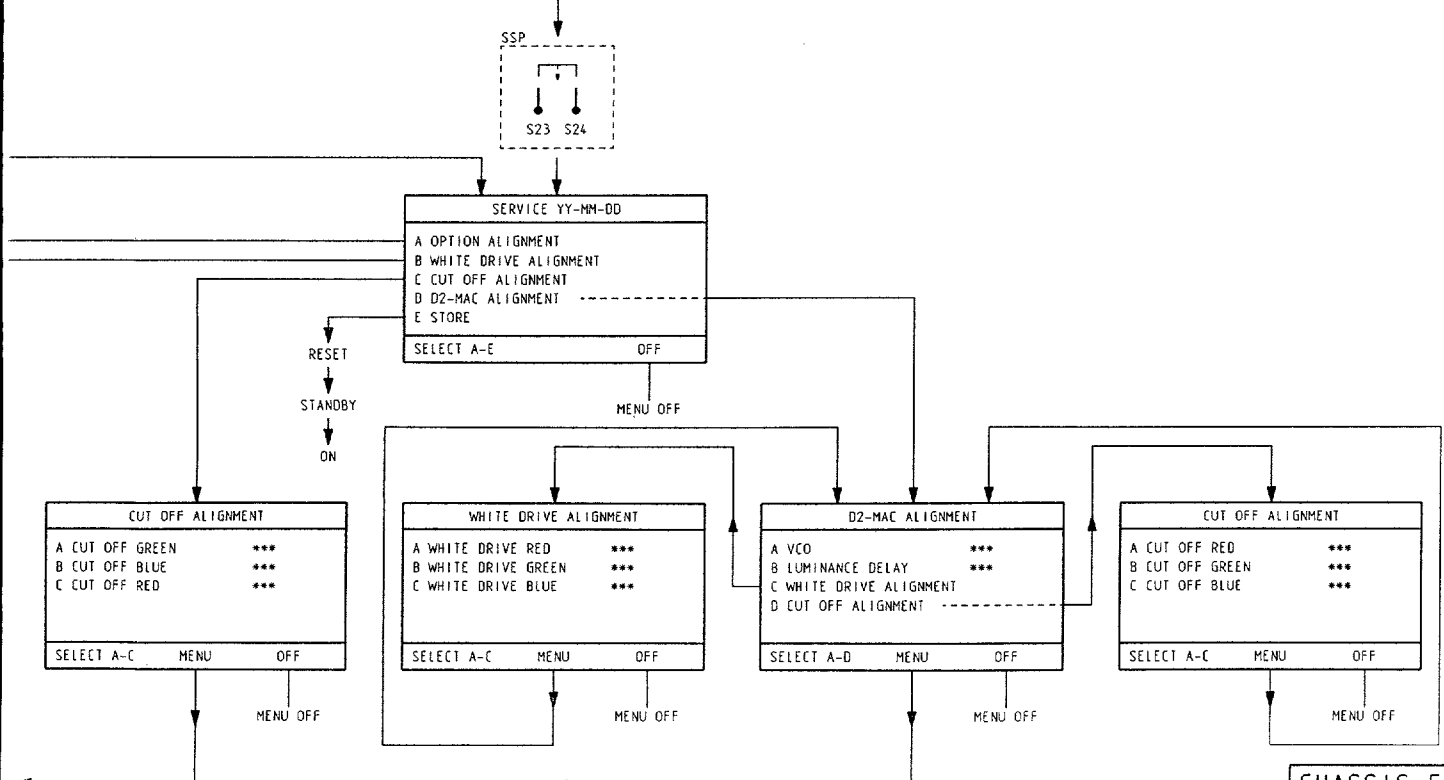 SSP
S23 S24
SERVICE YY-MM-DD
A OPTION ALIGNMENT
B WHITE DRIVE ALIGNMENT
C CUT OFF ALIGNMENT
D D2-MAC ALIGNMENT
E STORE
SELECT A-E OFF
RESET
STANDBY
ON
MENU OFF
CUT OFF ALIGNMENT
A CUT OFF GREEN ***
B CUT OFF BLUE ***
C CUT OFF RED ***
SELECT A-C MENU OFF
MENU OFF
WHITE DRIVE ALIGNMENT
A WHITE DRIVE RED ***
B WHITE DRIVE GREEN ***
C WHITE DRIVE BLUE ***
SELECT A-C MENU OFF
MENU OFF
D2-MAC ALIGNMENT
A VCO ***
B LUMINANCE DELAY ***
C WHITE DRIVE ALIGNMENT
D CUT OFF ALIGNMENT
SELECT A-D MENU OFF
MENU OFF
CUT OFF ALIGNMENT
A CUT OFF RED ***
B CUT OFF GREEN ***
C CUT OFF BLUE ***
SELECT A-C MENU OFF
MENU OFF
CHASSIS